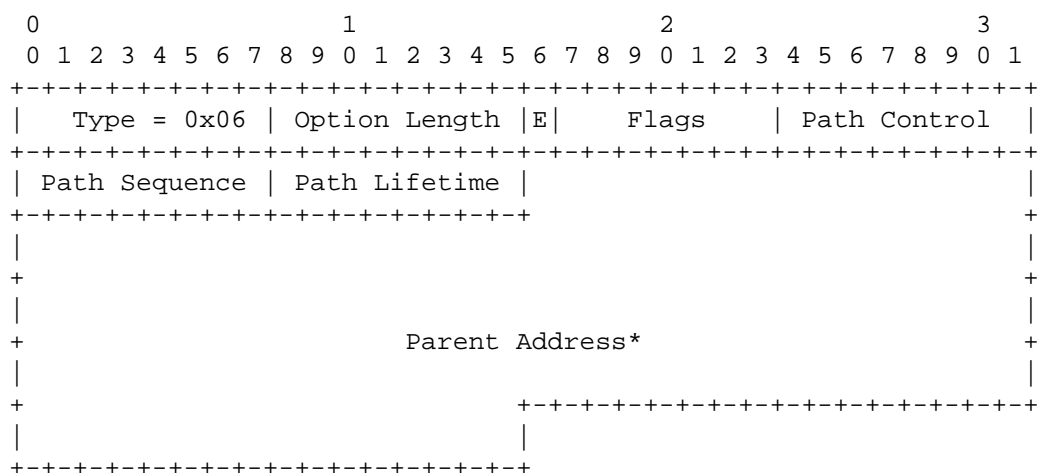 0                   1                   2                   3
0 1 2 3 4 5 6 7 8 9 0 1 2 3 4 5 6 7 8 9 0 1 2 3 4 5 6 7 8 9 0 1
+-+-+-+-+-+-+-+-+-+-+-+-+-+-+-+-+-+-+-+-+-+-+-+-+-+-+-+-+-+-+-+-+
|   Type = 0x06 | Option Length |E|    Flags    | Path Control  |
+-+-+-+-+-+-+-+-+-+-+-+-+-+-+-+-+-+-+-+-+-+-+-+-+-+-+-+-+-+-+-+-+
| Path Sequence | Path Lifetime |                               |
+-+-+-+-+-+-+-+-+-+-+-+-+-+-+-+-+                               +
|                                                               |
+                                                               +
|                                                               |
+                        Parent Address*                        +
|                                                               |
+                               +-+-+-+-+-+-+-+-+-+-+-+-+-+-+-+-+
|                               |
+-+-+-+-+-+-+-+-+-+-+-+-+-+-+-+-+